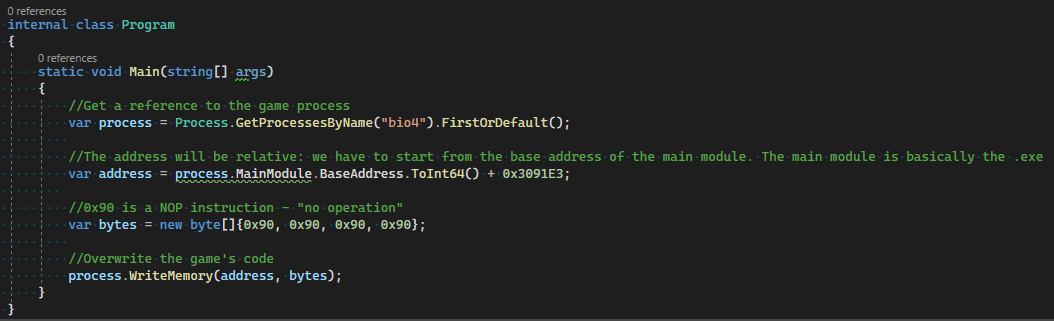 0 references
internal class Program
{
0 references
static void Main(string[] args)
{
//Get a reference to the game process
var process = Process.GetProcessesByName("bio4").FirstOrDefault();
//The address will be relative: we have to start from the base address of the main module. The main module is basically the .exe
var address = process.MainModule.BaseAddress.ToInt64() + 0x3091E3;
//0x90 is a NOP instruction - "no operation"
var bytes = new byte[]{0x90, 0x90, 0x90, 0x90};
//Overwrite the game's code
process.WriteMemory(address, bytes);
}
}